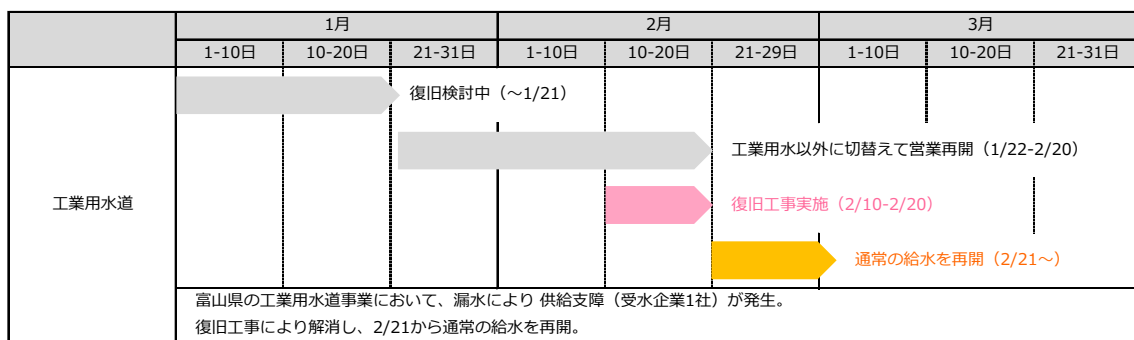 1月 2月 3月
1-10日 10-20日 21-31日 1-10日 10-20日 21-29日 1-10日 10-20日 21-31日
復旧検討中（～1/21）
工業用水以外に切替えて営業再開（1/22-2/20）
工業用水道
復旧工事実施（2/10-2/20）
通常の給水を再開（2/21～）
富山県の工業用水道事業において、漏水により 供給支障（受水企業1社）が発生。
復旧工事により解消し、2/21から通常の給水を再開。